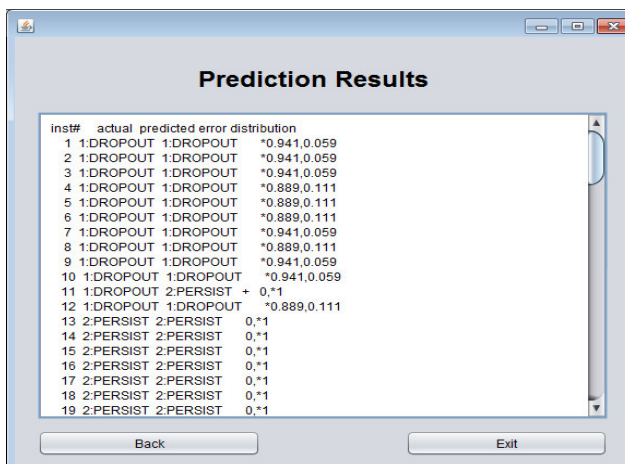 Prediction Results
inst# actual predicted error distribution
1 1:DROPOUT 1:DROPOUT *0.941,0.059
2 1:DROPOUT 1:DROPOUT *0.941,0.059
3 1:DROPOUT 1:DROPOUT *0.941,0.059
4 1:DROPOUT 1:DROPOUT *0.889,0.111
5 1:DROPOUT 1:DROPOUT *0.889,0.111
6 1:DROPOUT 1:DROPOUT *0.889,0.111
7 1:DROPOUT 1:DROPOUT *0.941,0.059
8 1:DROPOUT 1:DROPOUT *0.889,0.111
9 1:DROPOUT 1:DROPOUT *0.941,0.059
10 1:DROPOUT 1:DROPOUT *0.941,0.059
11 1:DROPOUT 2:PERSIST + 0,*1
12 1:DROPOUT 1:DROPOUT *0.889,0.111
13 2:PERSIST 2:PERSIST 0,*1
14 2:PERSIST 2:PERSIST 0,*1
15 2:PERSIST 2:PERSIST 0,*1
16 2:PERSIST 2:PERSIST 0,*1
17 2:PERSIST 2:PERSIST 0,*1
18 2:PERSIST 2:PERSIST 0,*1
19 2:PERSIST 2:PERSIST 0,*1
Back Exit